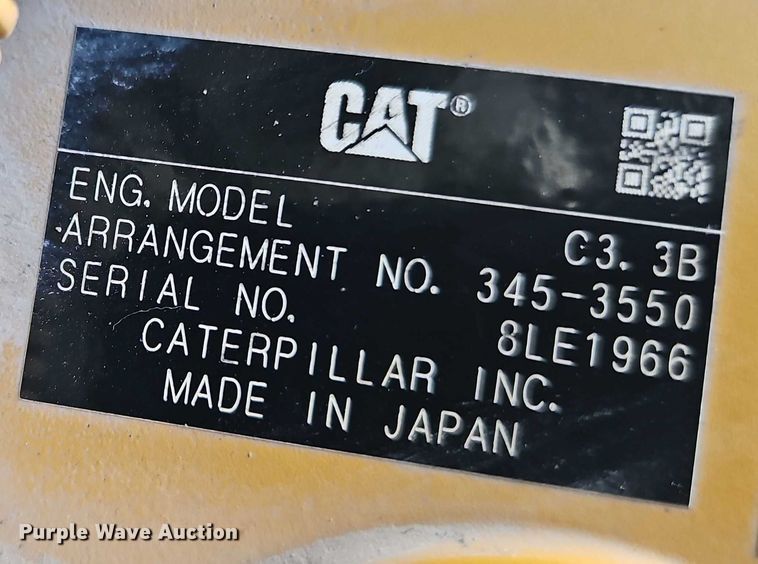 CAT®
ENG. MODEL C3.3B
ARRANGEMENT NO. 345-3550
SERIAL NO. 8LE1966
CATERPILLAR INC.
MADE IN JAPAN
Purple Wave Auction